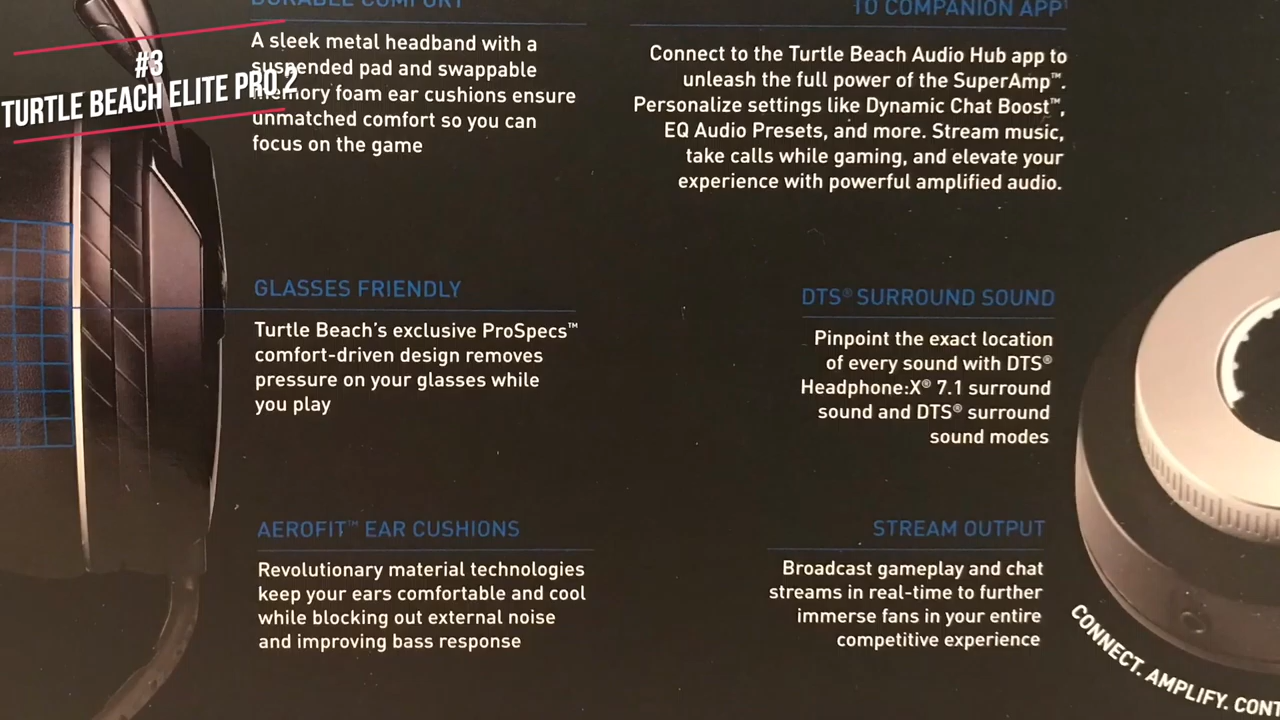 #3
TURTLE BEACH ELITE PRO 2
DURABLE COMFORT
A sleek metal headband with a
suspended pad and swappable
memory foam ear cushions ensure
unmatched comfort so you can
focus on the game
GLASSES FRIENDLY
Turtle Beach's exclusive ProSpecs™
comfort-driven design removes
pressure on your glasses while
you play
AEROFIT™ EAR CUSHIONS
Revolutionary material technologies
keep your ears comfortable and cool
while blocking out external noise
and improving bass response
TO COMPANION APP¹
Connect to the Turtle Beach Audio Hub app to
unleash the full power of the SuperAmp™.
Personalize settings like Dynamic Chat Boost™,
EQ Audio Presets, and more. Stream music,
take calls while gaming, and elevate your
experience with powerful amplified audio.
DTS® SURROUND SOUND
Pinpoint the exact location
of every sound with DTS®
Headphone:X® 7.1 surround
sound and DTS® surround
sound modes
STREAM OUTPUT
Broadcast gameplay and chat
streams in real-time to further
immerse fans in your entire
competitive experience
CONNECT. AMPLIFY. CONT